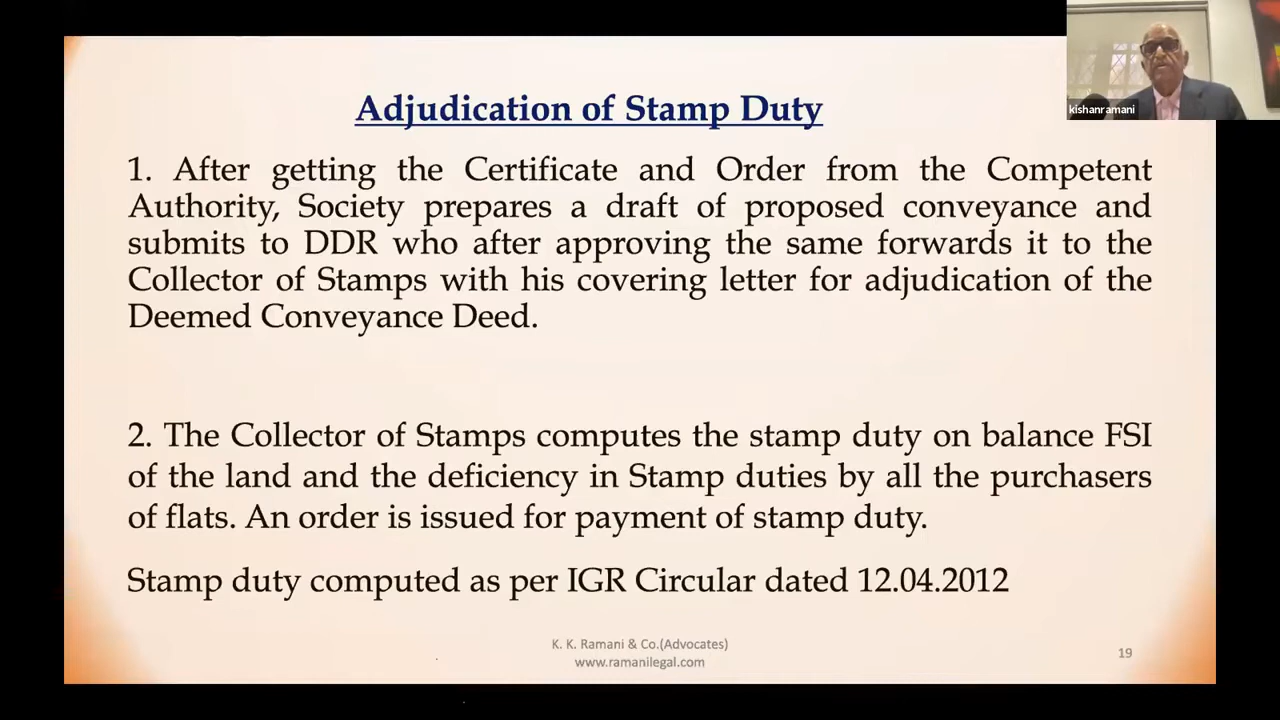 kishanramani
Adjudication of Stamp Duty
1. After getting the Certificate and Order from the Competent
Authority, Society prepares a draft of proposed conveyance and
submits to DDR who after approving the same forwards it to the
Collector of Stamps with his covering letter for adjudication of the
Deemed Conveyance Deed.
2. The Collector of Stamps computes the stamp duty on balance FSI
of the land and the deficiency in Stamp duties by all the purchasers
of flats. An order is issued for payment of stamp duty.
Stamp duty computed as per IGR Circular dated 12.04.2012
K. K. Ramani & Co.(Advocates)
www.ramanilegal.com
19